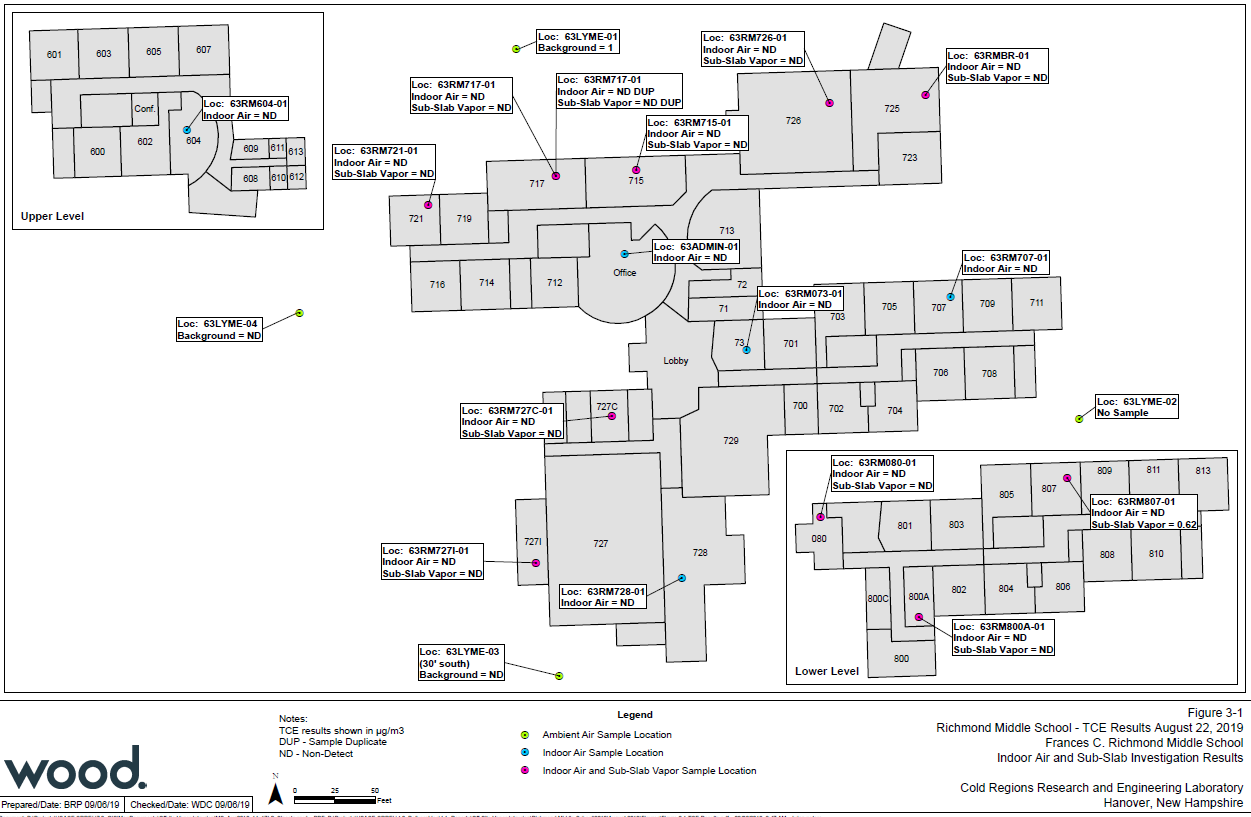 601
603
605
607
Conf.
Loc: 63RM604-01
Indoor Air = ND
600
602
604
609
611
613
608
610
612
Upper Level
Loc: 63LYME-01
Background = 1
Loc: 63RM726-01
Indoor Air = ND
Sub-Slab Vapor = ND
Loc: 63RMBR-01
Indoor Air = ND
Sub-Slab Vapor = ND
Loc: 63RM717-01
Indoor Air = ND
Sub-Slab Vapor = ND
Loc: 63RM717-01
Indoor Air = ND DUP
Sub-Slab Vapor = ND DUP
Loc: 63RM715-01
Indoor Air = ND
Sub-Slab Vapor = ND
726
725
723
Loc: 63RM721-01
Indoor Air = ND
Sub-Slab Vapor = ND
717
715
721
719
713
Loc: 63ADMIN-01
Indoor Air = ND
Office
Loc: 63RM707-01
Indoor Air = ND
716
714
712
72
71
Loc: 63RM073-01
Indoor Air = ND
703
705
707
709
711
Loc: 63LYME-04
Background = ND
73
701
Lobby
706
708
Loc: 63RM727C-01
Indoor Air = ND
Sub-Slab Vapor = ND
727C
700
702
704
729
Loc: 63LYME-02
No Sample
Loc: 63RM080-01
Indoor Air = ND
Sub-Slab Vapor = ND
805
807
809
811
813
Loc: 63RM807-01
Indoor Air = ND
Sub-Slab Vapor = 0.62
080
801
803
808
810
800C
800A
802
804
806
Loc: 63RM800A-01
Indoor Air = ND
Sub-Slab Vapor = ND
800
Lower Level
727I
727
728
Loc: 63RM727I-01
Indoor Air = ND
Sub-Slab Vapor = ND
Loc: 63RM728-01
Indoor Air = ND
Loc: 63LYME-03
(30' south)
Background = ND
Notes:
TCE results shown in µg/m3
DUP - Sample Duplicate
ND - Non-Detect
N
0 25 50
Feet
Legend
Ambient Air Sample Location
Indoor Air Sample Location
Indoor Air and Sub-Slab Vapor Sample Location
Figure 3-1
Richmond Middle School - TCE Results August 22, 2019
Frances C. Richmond Middle School
Indoor Air and Sub-Slab Investigation Results
Cold Regions Research and Engineering Laboratory
Hanover, New Hampshire
wood.
Prepared/Date: BRP 09/06/19 Checked/Date: WDC 09/06/19